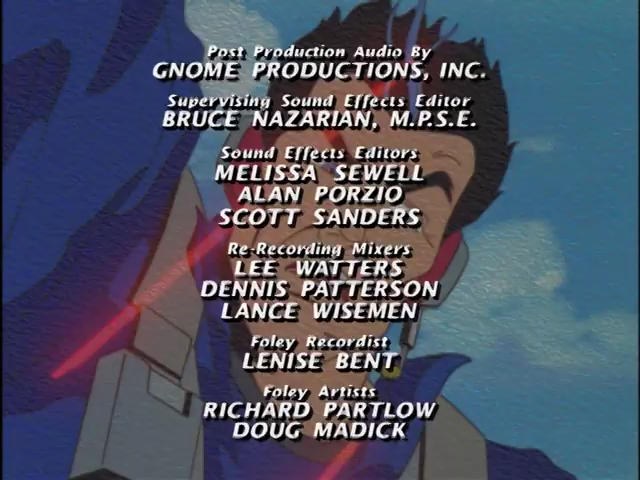 Post Production Audio By
GNOME PRODUCTIONS, INC.
Supervising Sound Effects Editor
BRUCE NAZARIAN, M.P.S.E.
Sound Effects Editors
MELISSA SEWELL
ALAN PORZIO
SCOTT SANDERS
Re-Recording Mixers
LEE WATTERS
DENNIS PATTERSON
LANCE WISEMEN
Foley Recordist
LENISE BENT
Foley Artists
RICHARD PARTLOW
DOUG MADICK